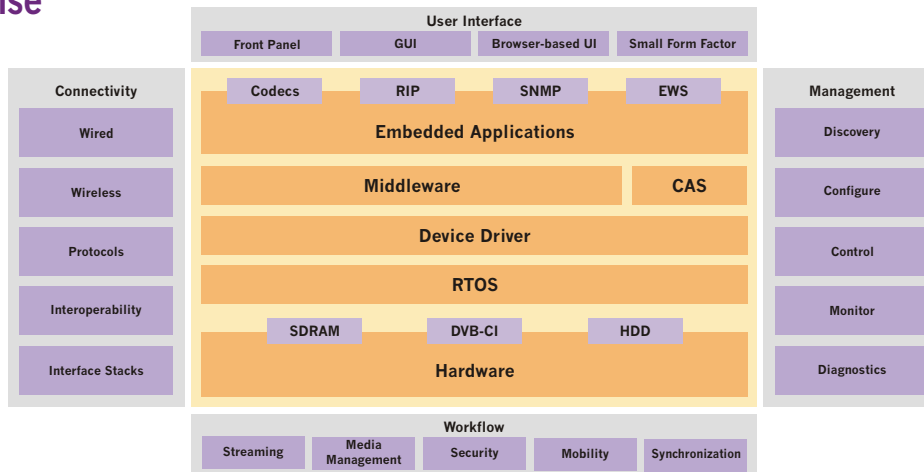 ise
User Interface
Front Panel
GUI
Browser-based UI
Small Form Factor
Connectivity
Wired
Wireless
Protocols
Interoperability
Interface Stacks
Codecs
RIP
SNMP
EWS
Embedded Applications
Middleware
CAS
Device Driver
RTOS
SDRAM
DVB-CI
HDD
Hardware
Management
Discovery
Configure
Control
Monitor
Diagnostics
Workflow
Streaming
Media
Management
Security
Mobility
Synchronization